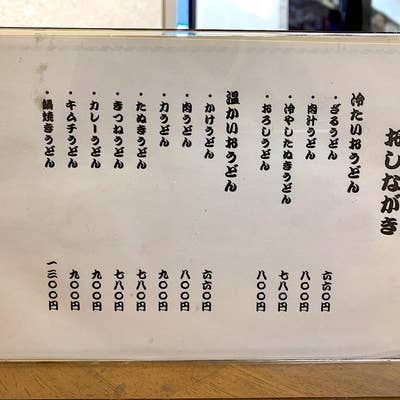 おしながき
冷たいおうどん
・ざるうどん 六六〇円
・肉汁うどん 八〇〇円
・冷やしたぬきうどん 七八〇円
・おろしうどん 八〇〇円
温かいおうどん
・かけうどん 六六〇円
・肉うどん 八〇〇円
・力うどん 九〇〇円
・たぬきうどん 七八〇円
・きつねうどん 七八〇円
・カレーうどん 九〇〇円
・キムチうどん 九〇〇円
・鍋焼きうどん 一三〇〇円